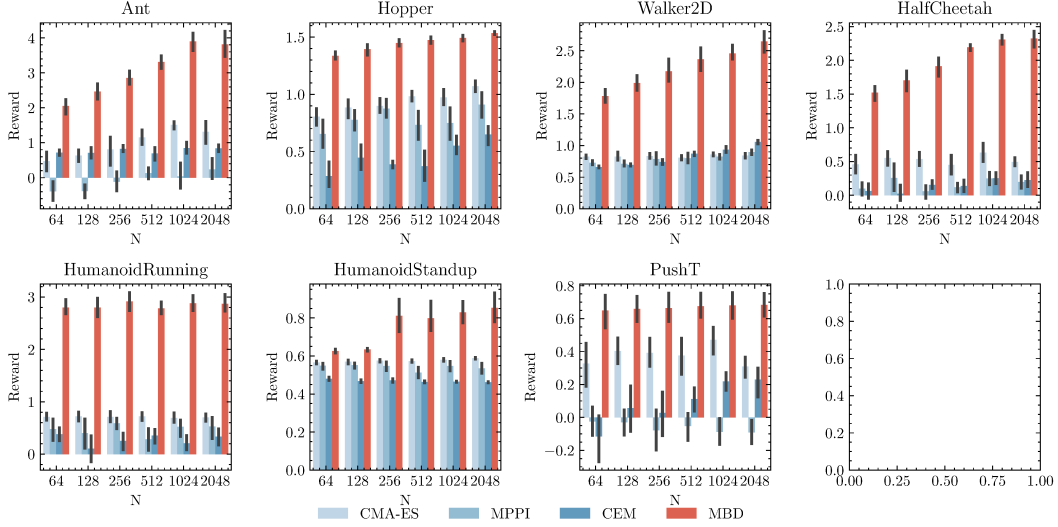 Ant
Hopper
Walker2D
HalfCheetah
Reward
4
3
2
1
0
64 128 256 512 1024 2048
N
Reward
1.5
1.0
0.5
0.0
64 128 256 512 1024 2048
N
Reward
2.5
2.0
1.5
1.0
0.5
0.0
64 128 256 512 1024 2048
N
Reward
2.5
2.0
1.5
1.0
0.5
0.0
64 128 256 512 1024 2048
N
HumanoidRunning
HumanoidStandup
PushT
Reward
3
2
1
0
64 128 256 512 1024 2048
N
Reward
0.8
0.6
0.4
0.2
0.0
64 128 256 512 1024 2048
N
Reward
0.8
0.6
0.4
0.2
0.0
−0.2
64 128 256 512 1024 2048
N
1.0
0.8
0.6
0.4
0.2
0.0
0.00 0.25 0.50 0.75 1.00
CMA-ES MPPI CEM MBD